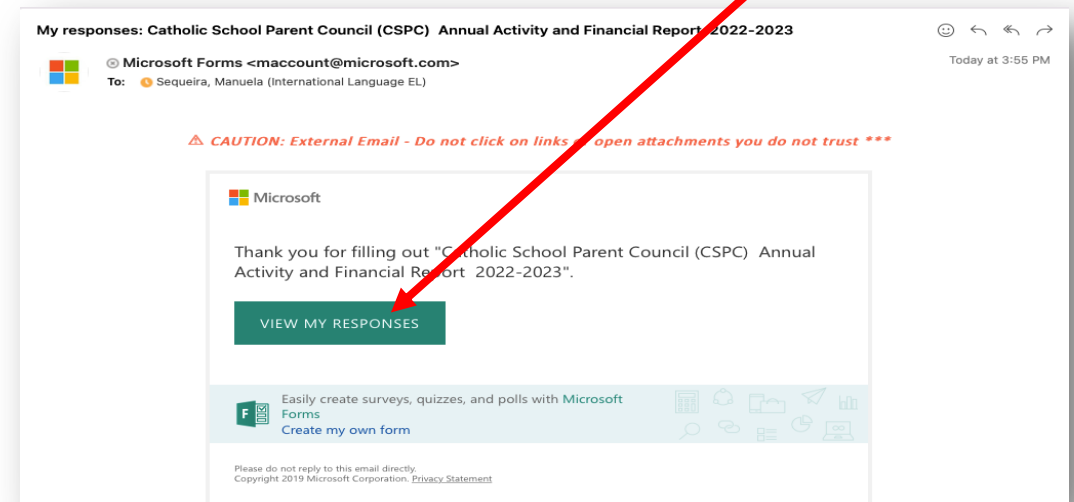 My responses: Catholic School Parent Council (CSPC) Annual Activity and Financial Report 2022-2023
Microsoft Forms <maccount@microsoft.com>
Today at 3:55 PM
To: Sequeira, Manuela (International Language EL)
CAUTION: External Email - Do not click on links or open attachments you do not trust ***
Microsoft
Thank you for filling out "Catholic School Parent Council (CSPC) Annual
Activity and Financial Report 2022-2023".
VIEW MY RESPONSES
Easily create surveys, quizzes, and polls with Microsoft
Forms
Create my own form
Please do not reply to this email directly.
Copyright 2019 Microsoft Corporation. Privacy Statement